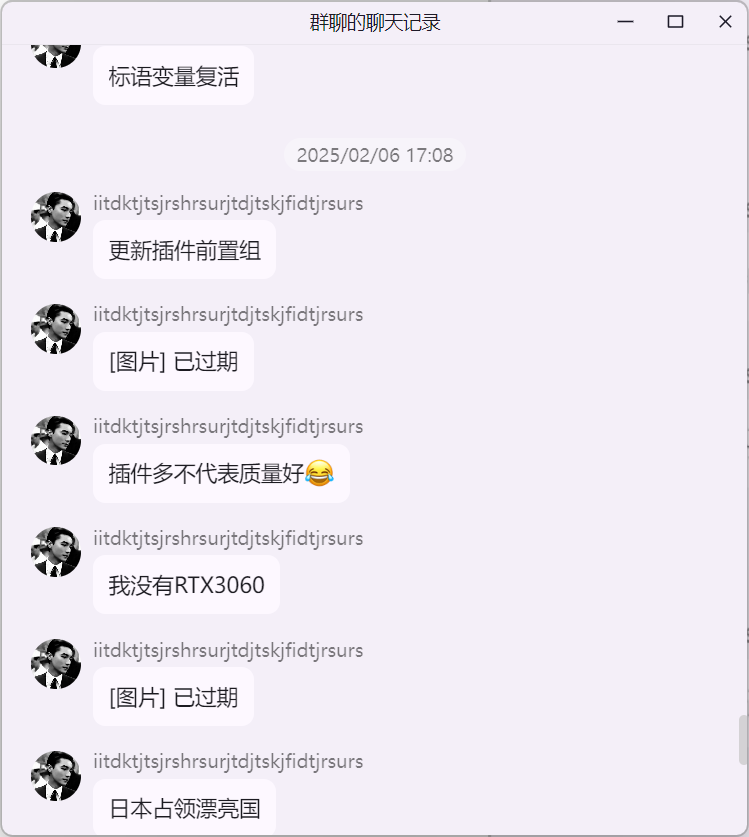 群聊的聊天记录
标语变量复活
2025/02/06 17:08
iitdktjtsjrshrsurjtdjtskjfidtjrsurs
更新插件前置组
iitdktjtsjrshrsurjtdjtskjfidtjrsurs
[图片] 已过期
iitdktjtsjrshrsurjtdjtskjfidtjrsurs
插件多不代表质量好😂
iitdktjtsjrshrsurjtdjtskjfidtjrsurs
我没有RTX3060
iitdktjtsjrshrsurjtdjtskjfidtjrsurs
[图片] 已过期
iitdktjtsjrshrsurjtdjtskjfidtjrsurs
日本占领漂亮国